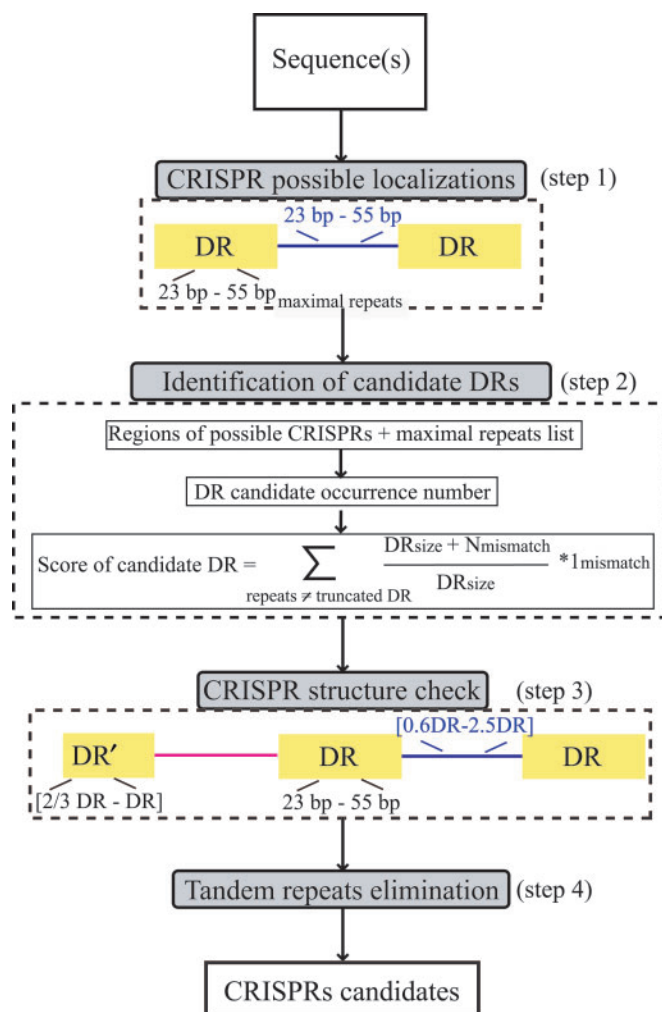 Sequence(s)
CRISPR possible localizations (step 1)
23 bp - 55 bp
DR DR
23 bp - 55 bp
maximal repeats
Identification of candidate DRs (step 2)
Regions of possible CRISPRs + maximal repeats list
DR candidate occurrence number
Score of candidate DR = ∑ DRsize + Nmismatch / DRsize *1mismatch
repeats ≠ truncated DR
CRISPR structure check (step 3)
[0.6DR-2.5DR]
DR′ DR DR
[2/3 DR - DR] 23 bp - 55 bp
Tandem repeats elimination (step 4)
CRISPRs candidates